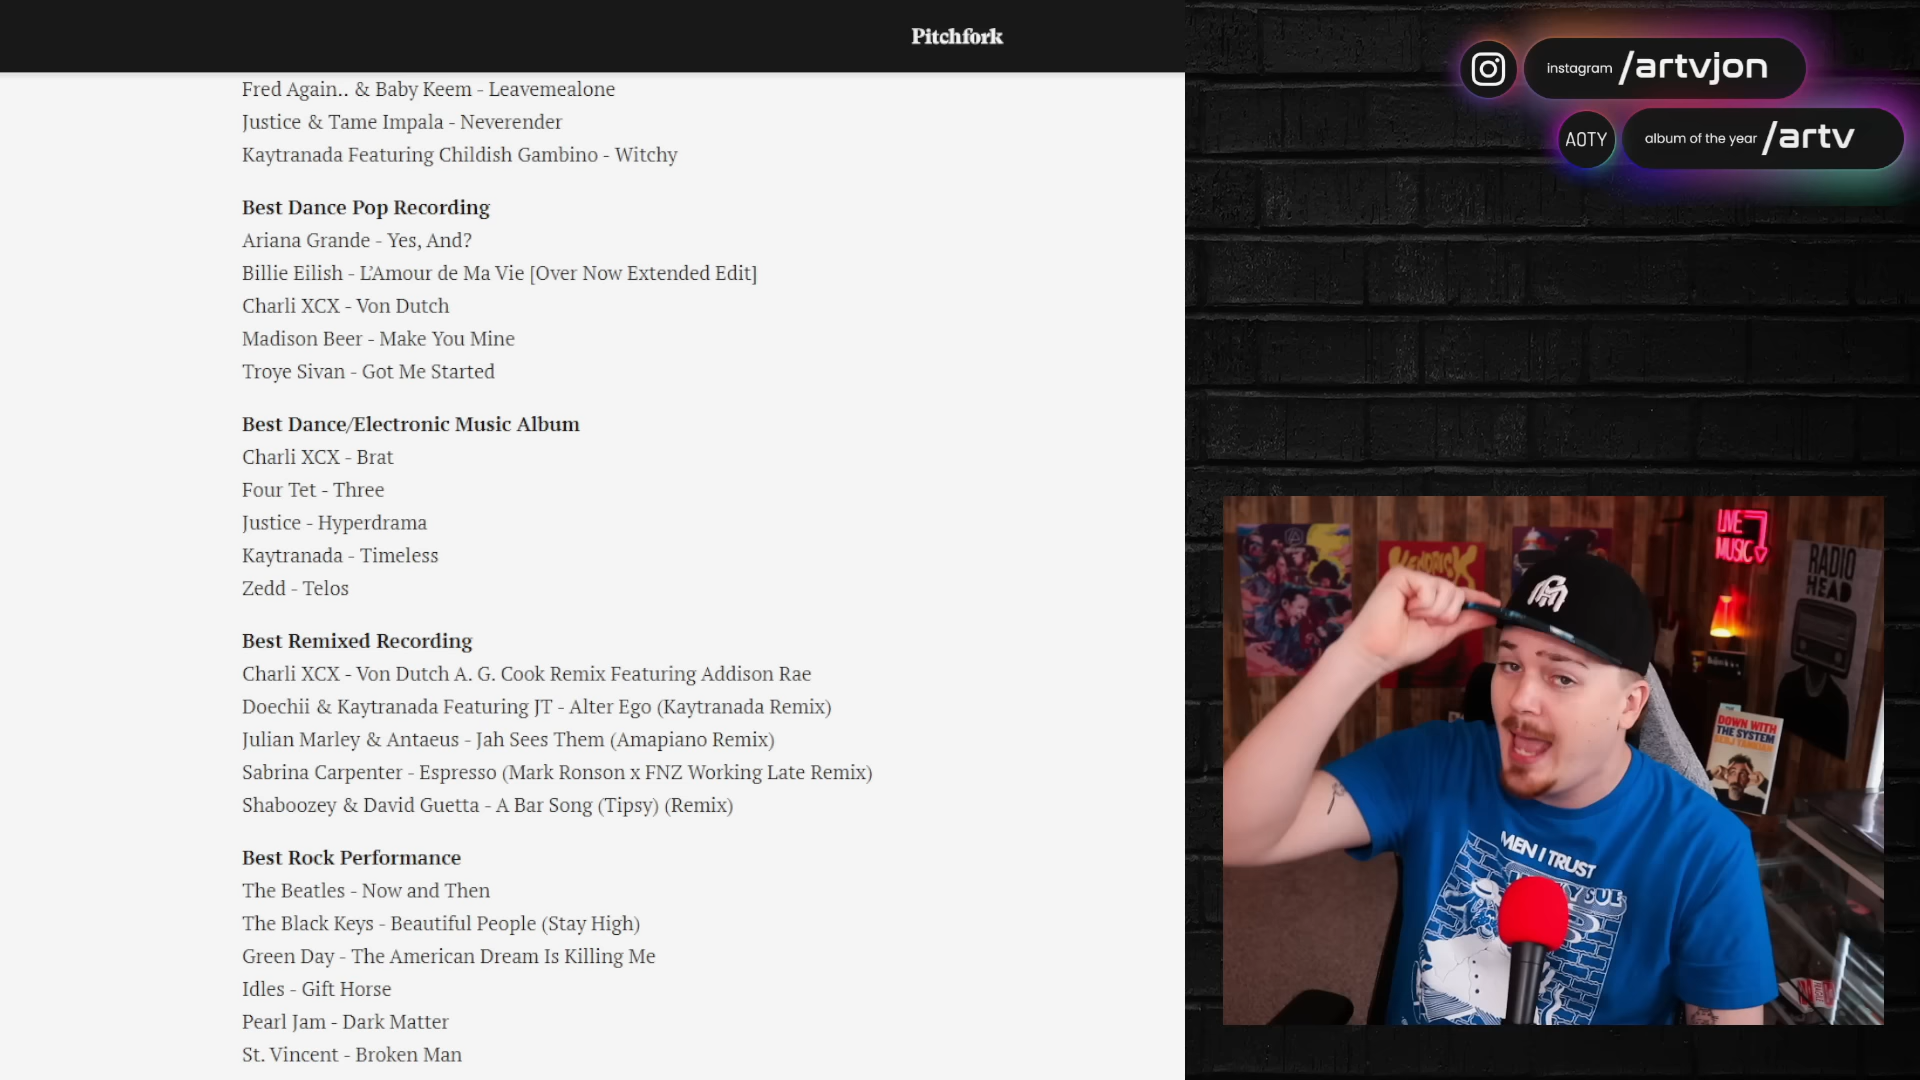 Pitchfork
Fred Again.. & Baby Keem - Leavemealone
Justice & Tame Impala - Neverender
Kaytranada Featuring Childish Gambino - Witchy
Best Dance Pop Recording
Ariana Grande - Yes, And?
Billie Eilish - L’Amour de Ma Vie [Over Now Extended Edit]
Charli XCX - Von Dutch
Madison Beer - Make You Mine
Troye Sivan - Got Me Started
Best Dance/Electronic Music Album
Charli XCX - Brat
Four Tet - Three
Justice - Hyperdrama
Kaytranada - Timeless
Zedd - Telos
Best Remixed Recording
Charli XCX - Von Dutch A. G. Cook Remix Featuring Addison Rae
Doechii & Kaytranada Featuring JT - Alter Ego (Kaytranada Remix)
Julian Marley & Antaeus - Jah Sees Them (Amapiano Remix)
Sabrina Carpenter - Espresso (Mark Ronson x FNZ Working Late Remix)
Shaboozey & David Guetta - A Bar Song (Tipsy) (Remix)
Best Rock Performance
The Beatles - Now and Then
The Black Keys - Beautiful People (Stay High)
Green Day - The American Dream Is Killing Me
Idles - Gift Horse
Pearl Jam - Dark Matter
St. Vincent - Broken Man
instagram /artvjon
AOTY album of the year /artv
LIVE
MUSIC
KENDRICK
RADIO
HEAD
DOWN WITH
THE SYSTEM
MEN I TRUST